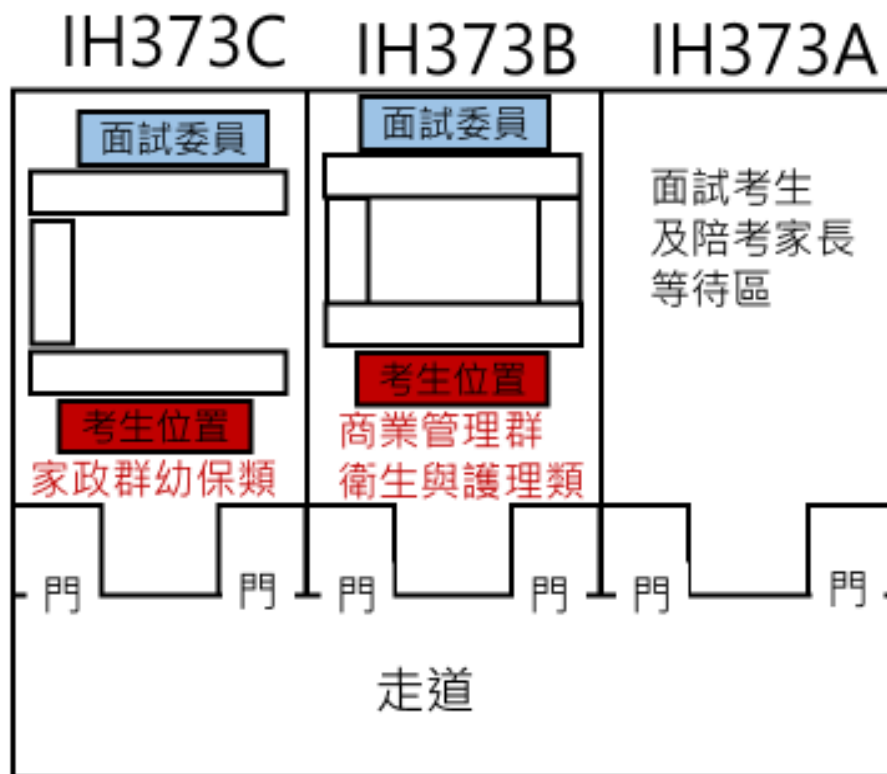 IH373C
IH373B
IH373A
面試委員
面試委員
面試考生
及陪考家長
等待區
考生位置
考生位置
家政群幼保類
商業管理群
衛生與護理類
門
門
門
門
門
門
走道